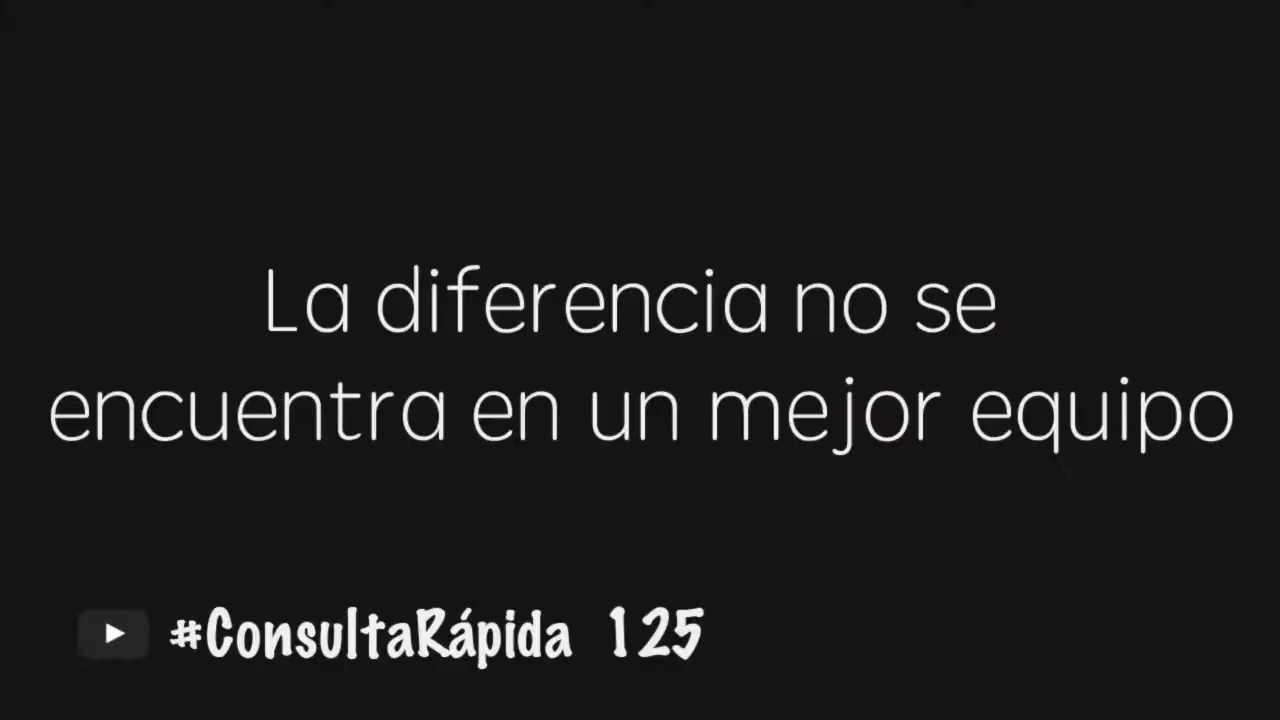 La diferencia no se
encuentra en un mejor equipo
#ConsultaRápida 125